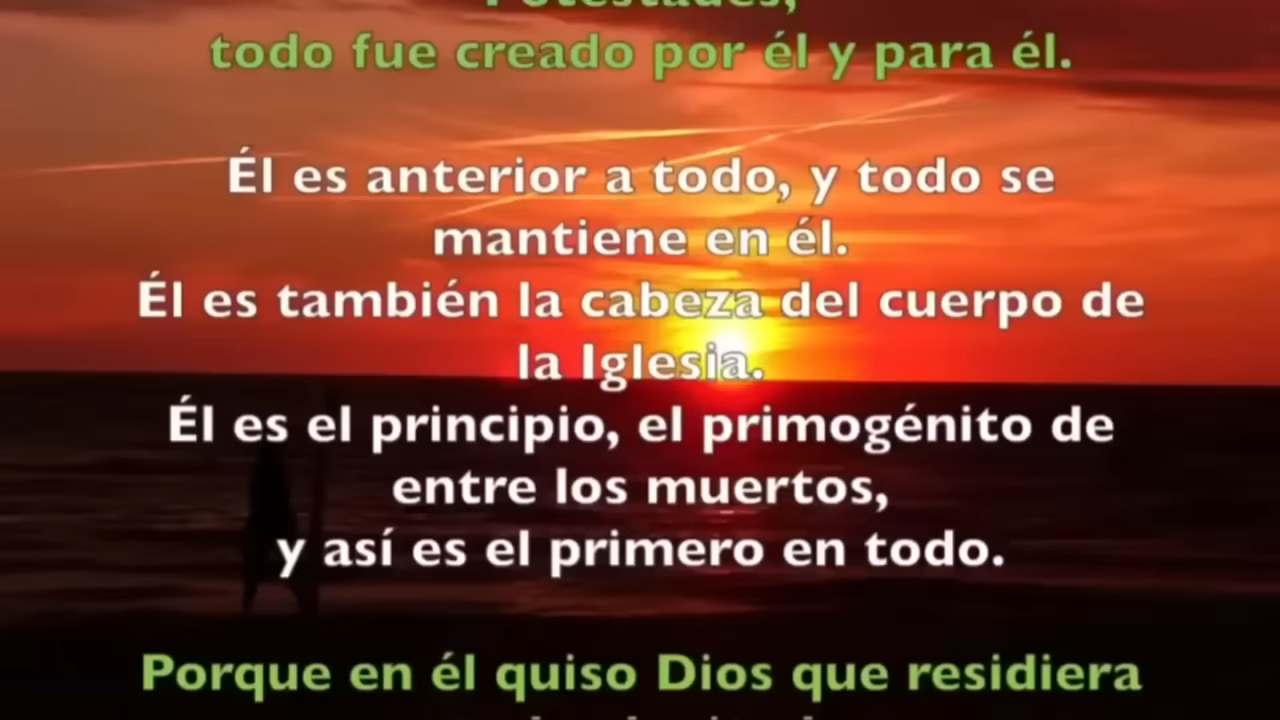 Potestades,
todo fue creado por él y para él.
Él es anterior a todo, y todo se
mantiene en él.
Él es también la cabeza del cuerpo de
la Iglesia.
Él es el principio, el primogénito de
entre los muertos,
y así es el primero en todo.
Porque en él quiso Dios que residiera